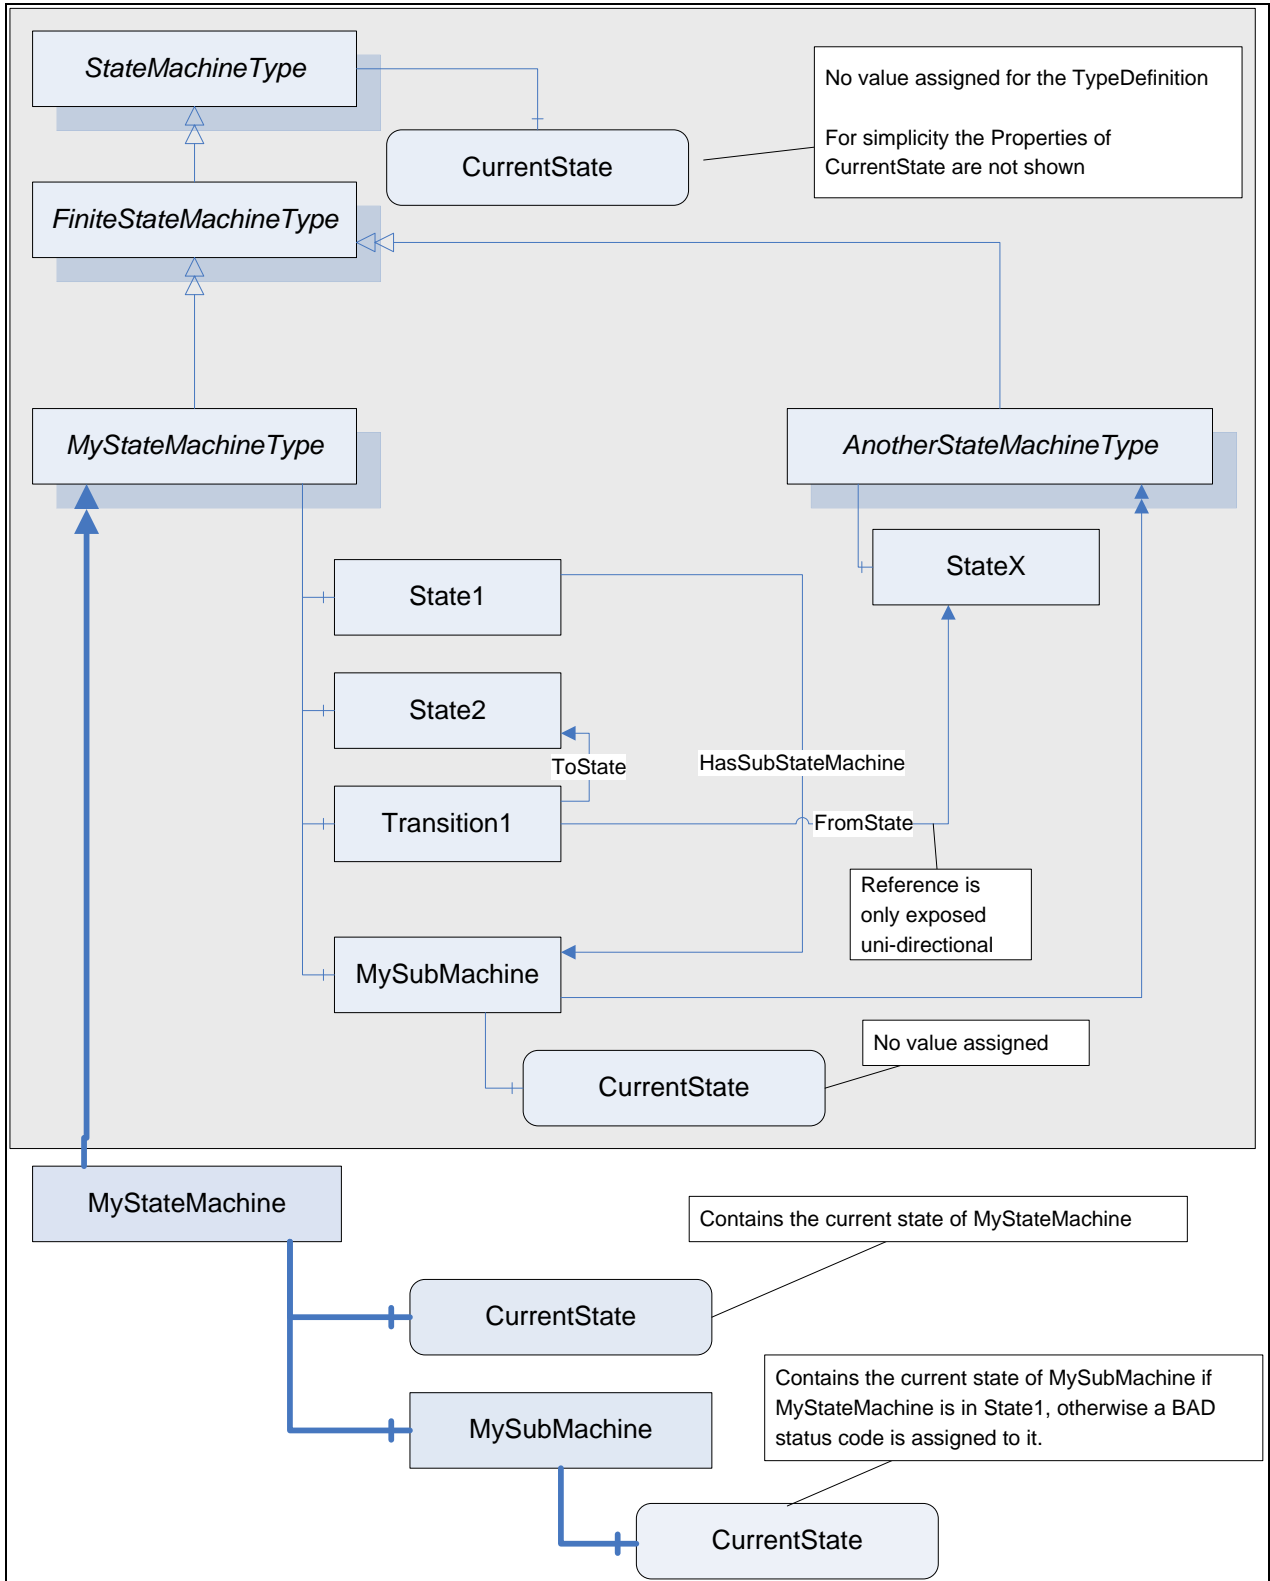 StateMachineType
No value assigned for the TypeDefinition
For simplicity the Properties of
CurrentState are not shown
CurrentState
FiniteStateMachineType
MyStateMachineType
AnotherStateMachineType
State1
StateX
State2
ToState
HasSubStateMachine
Transition1
FromState
Reference is
only exposed
uni-directional
MySubMachine
No value assigned
CurrentState
MyStateMachine
Contains the current state of MyStateMachine
CurrentState
Contains the current state of MySubMachine if
MyStateMachine is in State1, otherwise a BAD
status code is assigned to it.
MySubMachine
CurrentState